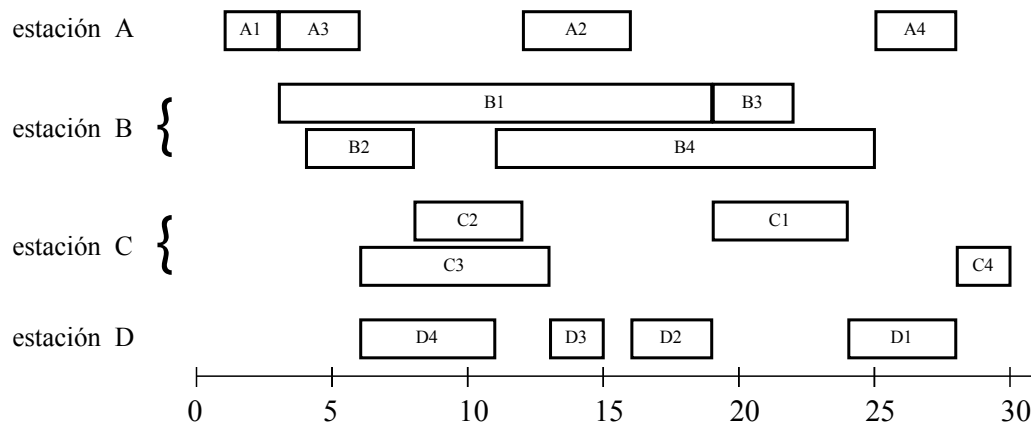 estación A
A1 A3 A2 A4
estación B {
B1 B3
B2 B4
estación C {
C2 C1
C3 C4
estación D
D4 D3 D2 D1
0 5 10 15 20 25 30